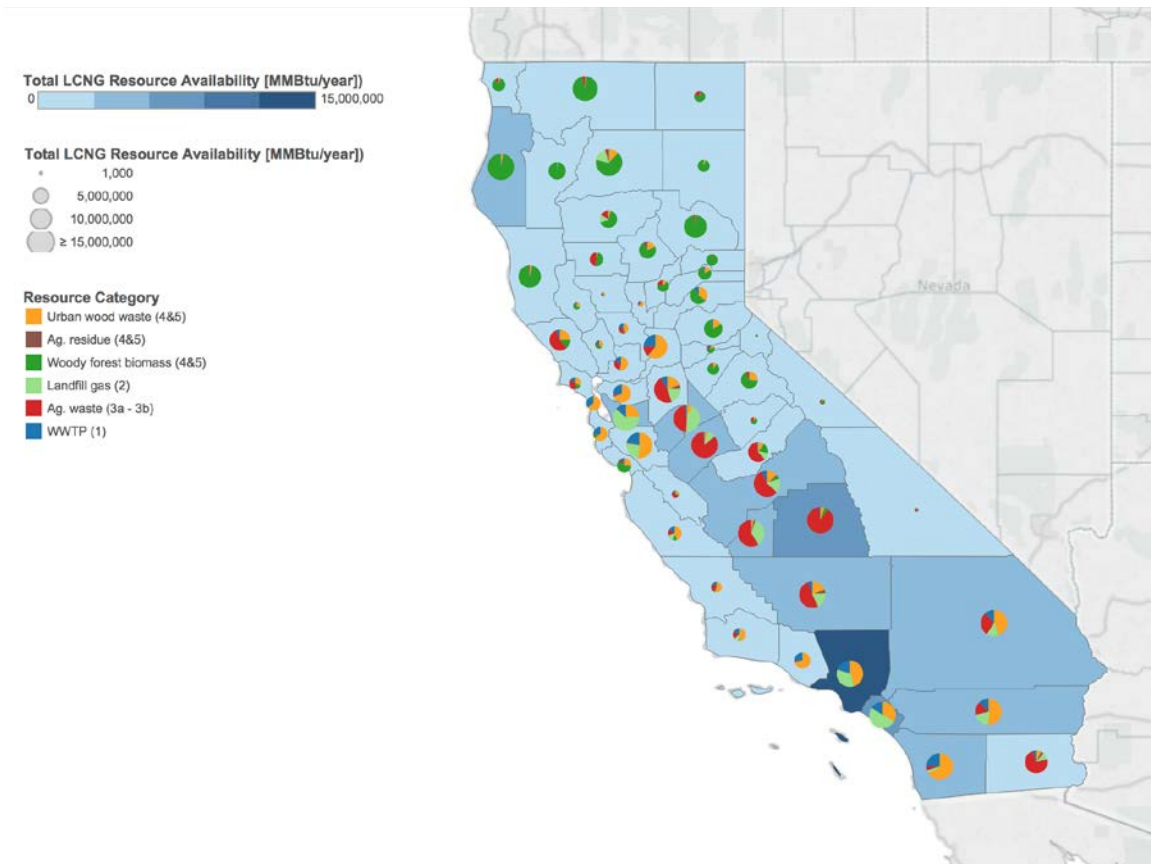 Total LCNG Resource Availability [MMBtu/year])
0 15,000,000
Total LCNG Resource Availability [MMBtu/year])
1,000
5,000,000
10,000,000
≥ 15,000,000
Resource Category
Urban wood waste (4&5)
Ag. residue (4&5)
Woody forest biomass (4&5)
Landfill gas (2)
Ag. waste (3a - 3b)
WWTP (1)
Nevada